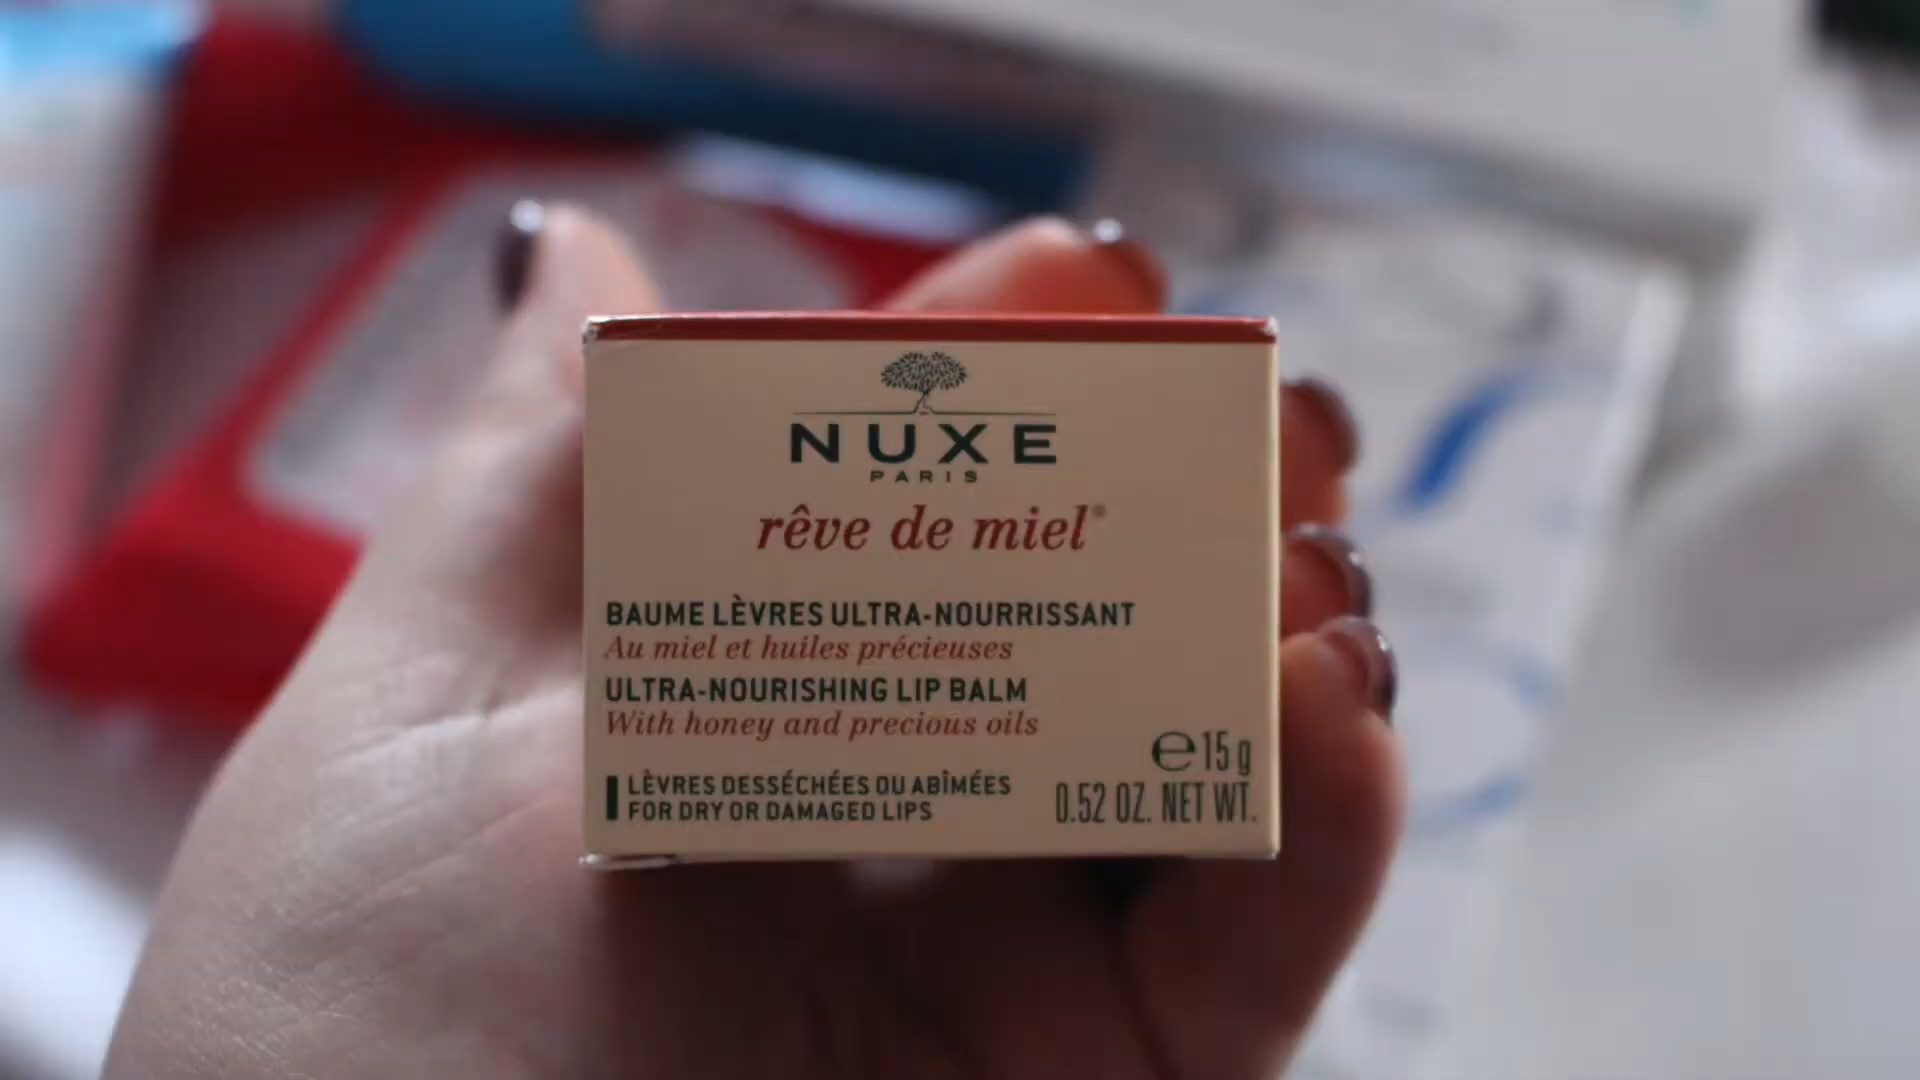 NUXE
PARIS
rêve de miel®
BAUME LÈVRES ULTRA-NOURRISSANT
Au miel et huiles précieuses
ULTRA-NOURISHING LIP BALM
With honey and precious oils
LÈVRES DESSÉCHÉES OU ABÎMÉES
FOR DRY OR DAMAGED LIPS
℮15 g
0.52 OZ. NET WT.